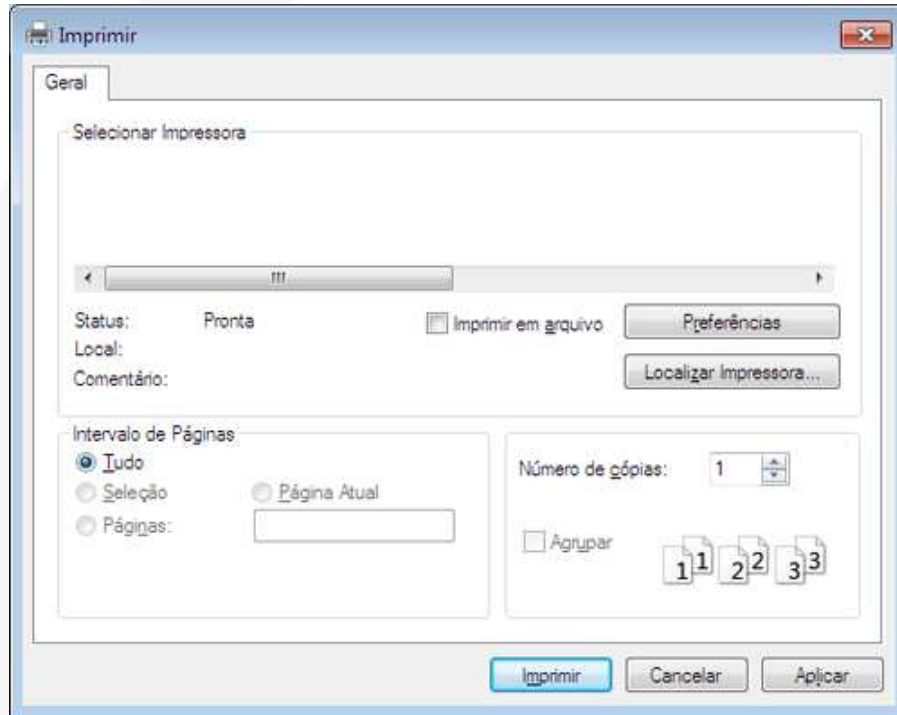 Imprimir
Geral
Selecionar Impressora
Status: Pronta
Imprimir em arquivo
Preferências
Local:
Comentário:
Localizar Impressora...
Intervalo de Páginas
Tudo
Seleção
Página Atual
Páginas:
Número de cópias: 1
Agrupar
1 1 2 2 3 3
Imprimir
Cancelar
Aplicar